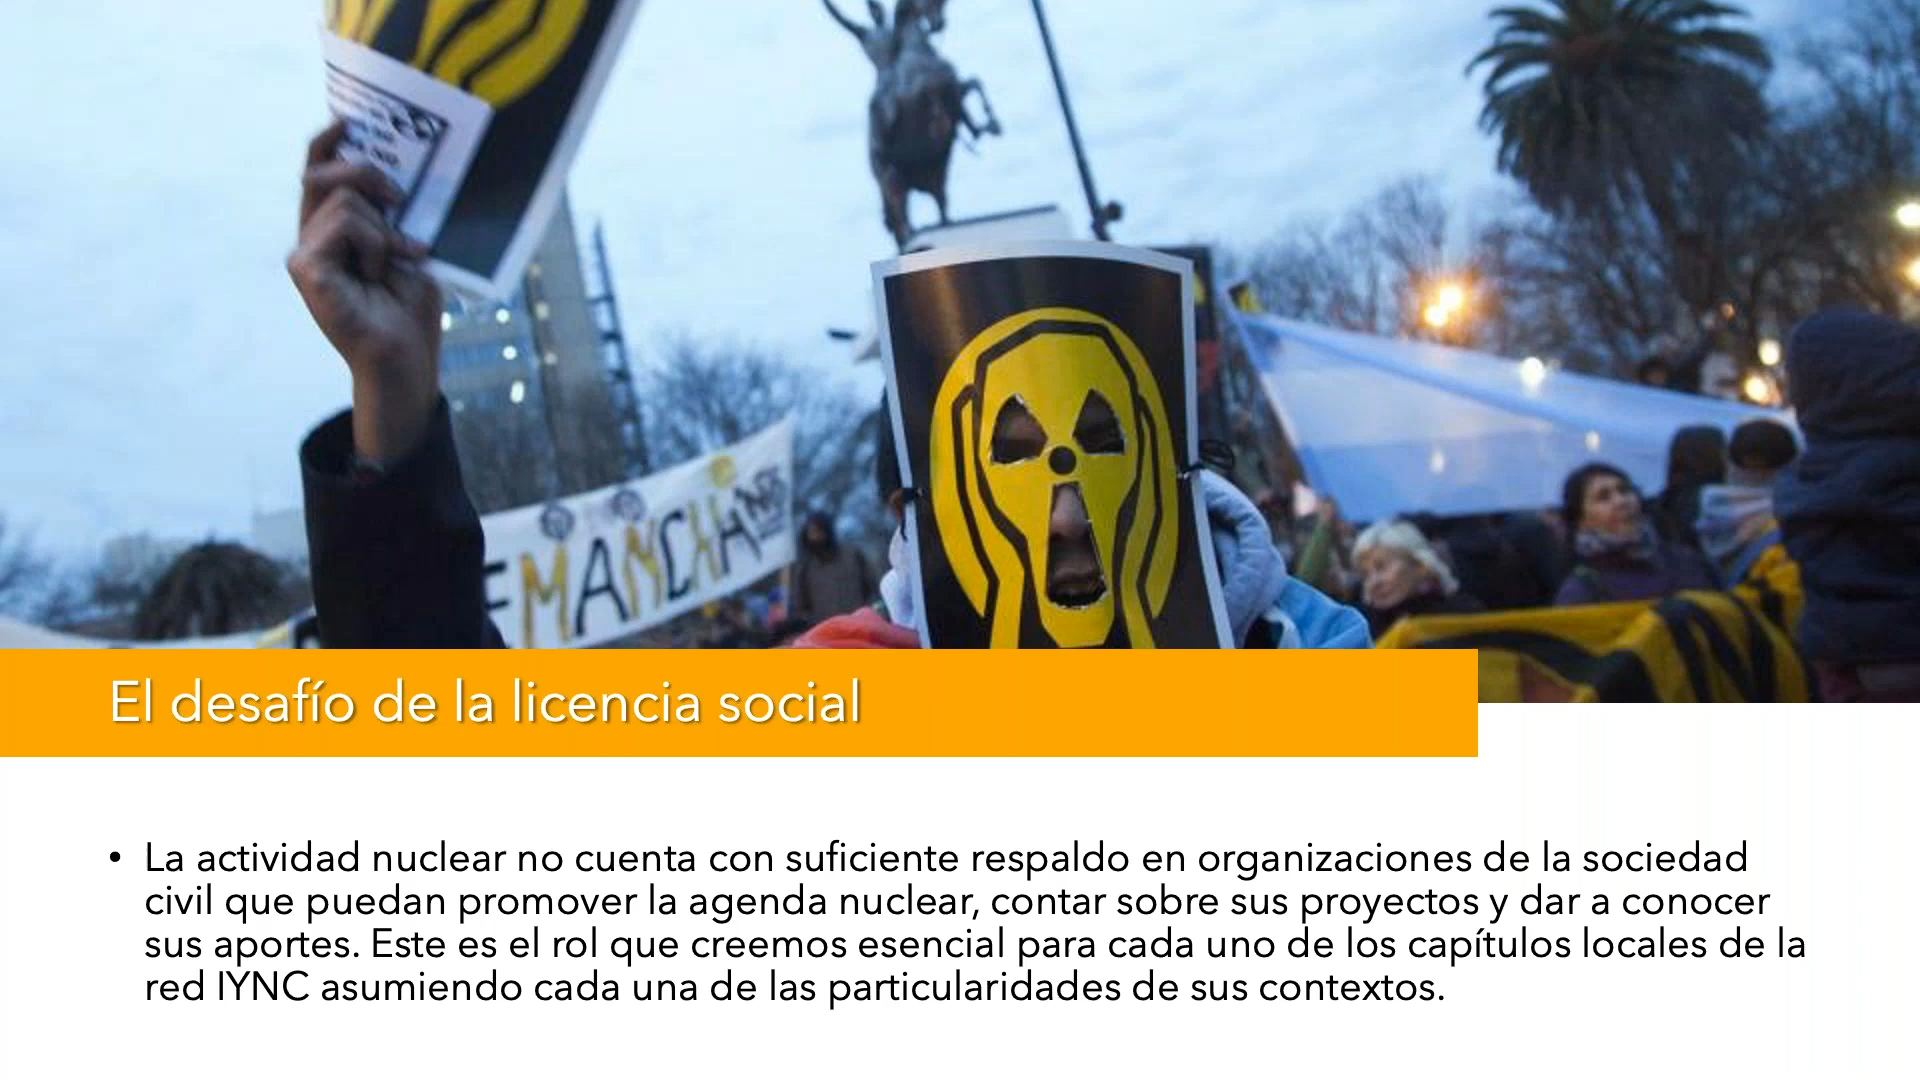 El desafío de la licencia social
• La actividad nuclear no cuenta con suficiente respaldo en organizaciones de la sociedad
civil que puedan promover la agenda nuclear, contar sobre sus proyectos y dar a conocer
sus aportes. Este es el rol que creemos esencial para cada uno de los capítulos locales de la
red IYNC asumiendo cada una de las particularidades de sus contextos.